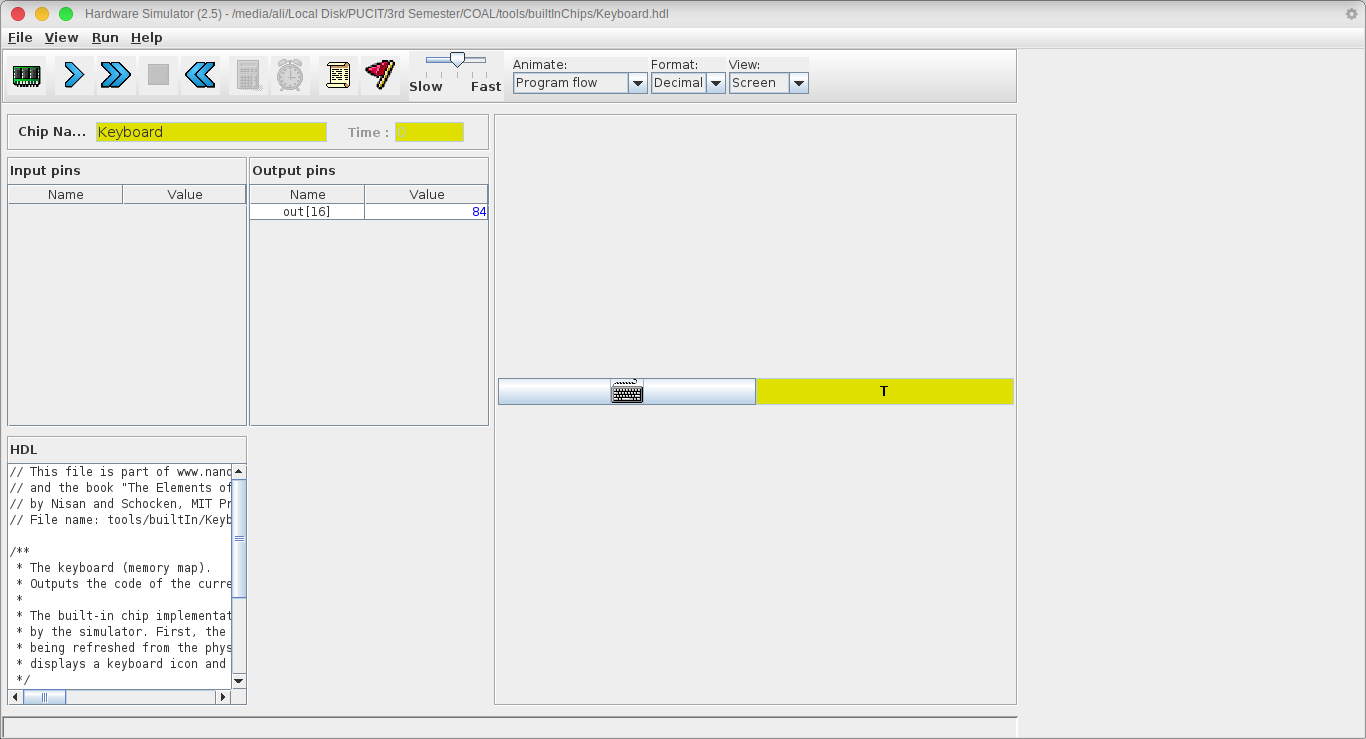 Hardware Simulator (2.5) - /media/ali/Local Disk/PUCIT/3rd Semester/COAL/tools/builtInChips/Keyboard.hdl
File View Run Help
Slow Fast
Animate: Format: View:
Program flow Decimal Screen
Chip Na... Keyboard Time : 0
Input pins Output pins
Name Value Name Value
out[16] 84
T
HDL
// This file is part of www.nand
// and the book "The Elements of
// by Nisan and Schocken, MIT Pr
// File name: tools/builtIn/Keyb
/**
* The keyboard (memory map).
* Outputs the code of the curre
*
* The built-in chip implementat
* by the simulator. First, the
* being refreshed from the phys
* displays a keyboard icon and
*/